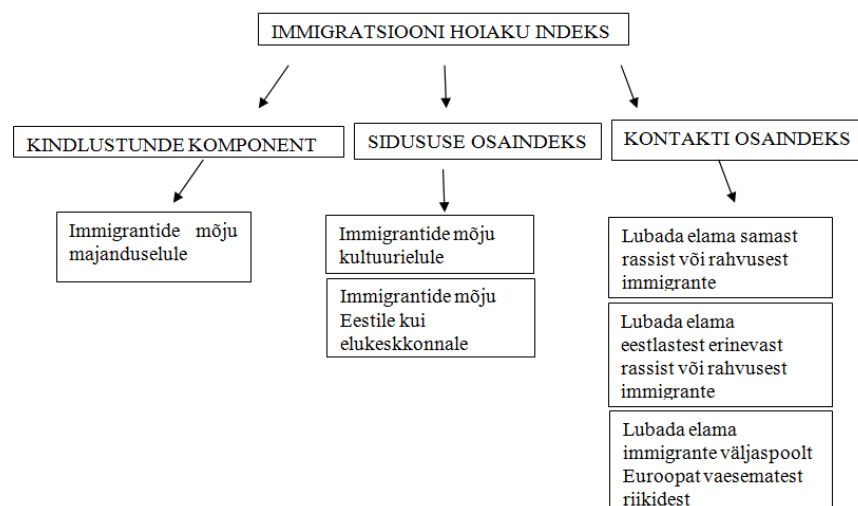 IMMIGRATSIOONI HOIAKU INDEKS
KINDLUSTUNDE KOMPONENT
SIDUSUSE OSAINDEKS
KONTAKTI OSAINDEKS
Immigrantide mõju
majanduselule
Immigrantide mõju
kultuurielule
Immigrantide mõju
Eestile kui
elukeskkonnale
Lubada elama samast
rassist või rahvusest
immigrante
Lubada elama
eestlastest erinevast
rassist või rahvusest
immigrante
Lubada elama
immigrante väljaspoolt
Euroopat vaesematest
riikidest